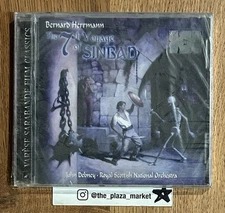 Bernard Herrmann
The 7th Voyage
of SINBAD
John Debney • Royal Scottish National Orchestra
VARÈSE SARABANDE FILM CLASSICS
@the_plaza_market